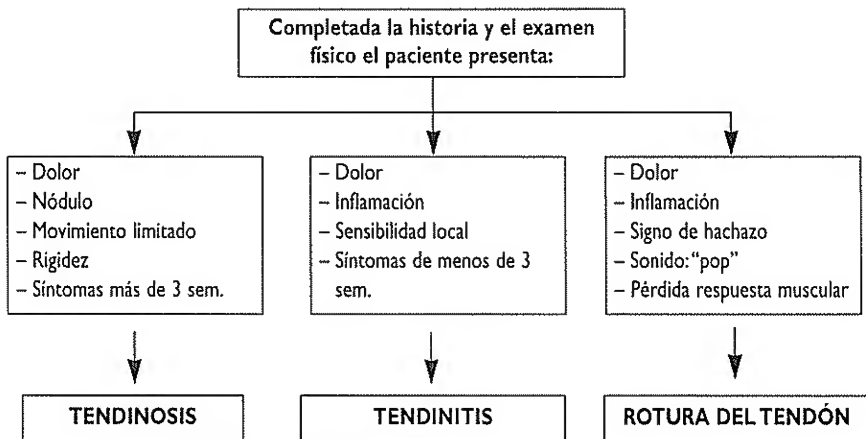 Completada la historia y el examen
físico el paciente presenta:
– Dolor
– Nódulo
– Movimiento limitado
– Rigidez
– Síntomas más de 3 sem.
– Dolor
– Inflamación
– Sensibilidad local
– Síntomas de menos de 3
sem.
– Dolor
– Inflamación
– Signo de hachazo
– Sonido: “pop”
– Pérdida respuesta muscular
TENDINOSIS
TENDINITIS
ROTURA DEL TENDÓN